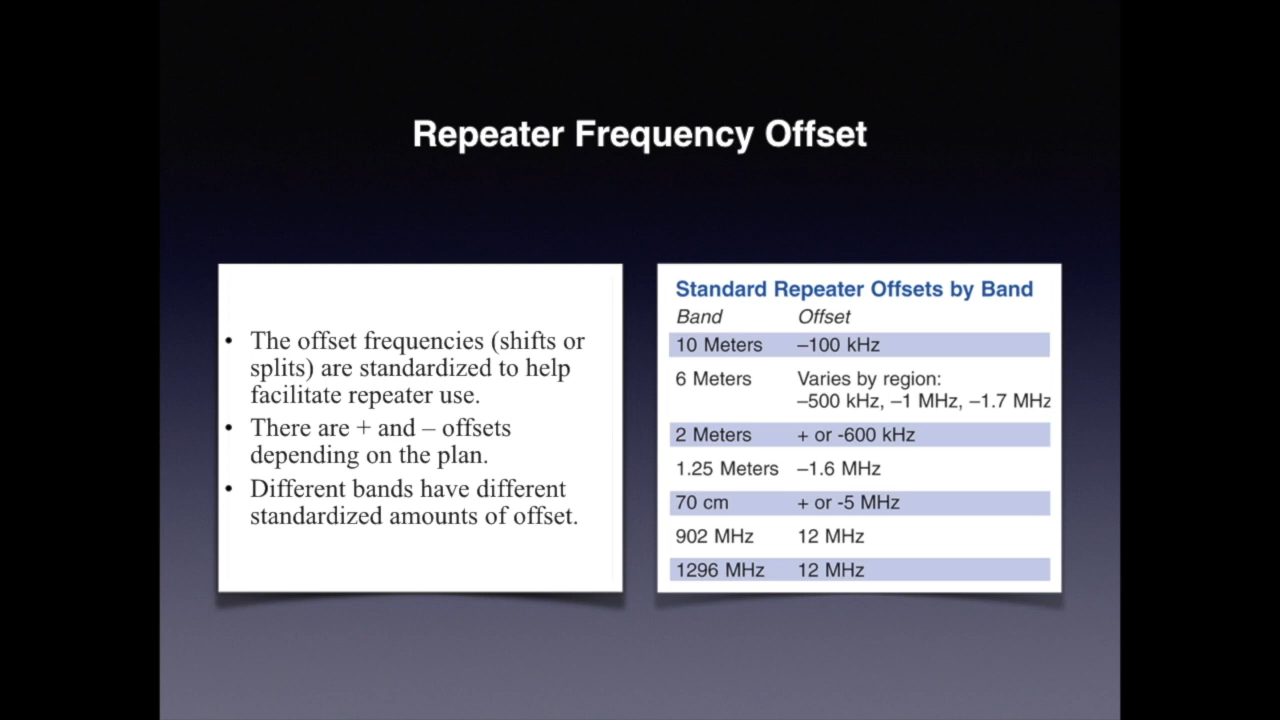 Repeater Frequency Offset
• The offset frequencies (shifts or
splits) are standardized to help
facilitate repeater use.
• There are + and – offsets
depending on the plan.
• Different bands have different
standardized amounts of offset.
Standard Repeater Offsets by Band
Band Offset
10 Meters –100 kHz
6 Meters Varies by region:
–500 kHz, –1 MHz, –1.7 MHz
2 Meters + or -600 kHz
1.25 Meters –1.6 MHz
70 cm + or -5 MHz
902 MHz 12 MHz
1296 MHz 12 MHz